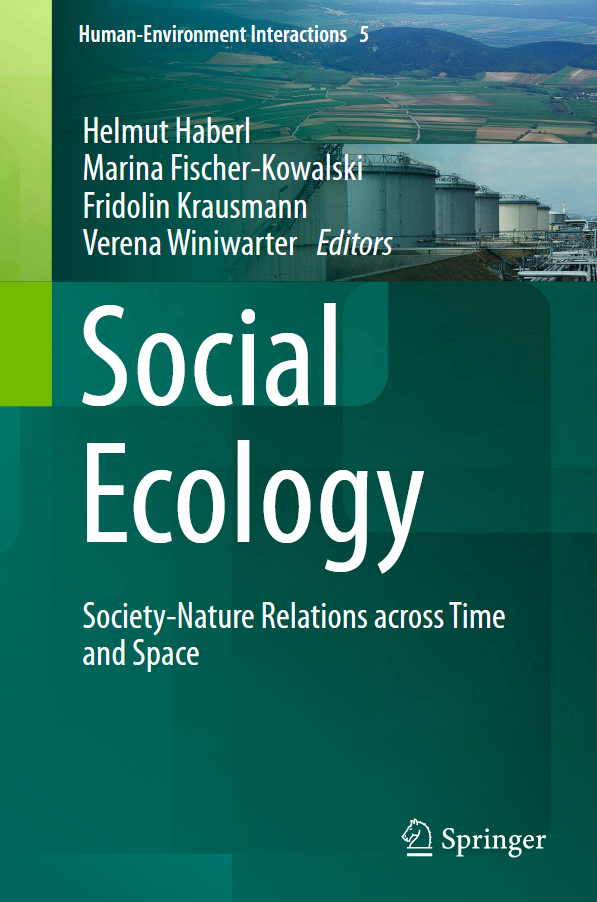 Human-Environment Interactions 5
Helmut Haberl
Marina Fischer-Kowalski
Fridolin Krausmann
Verena Winiwarter Editors
Social
Ecology
Society-Nature Relations across Time
and Space
Springer